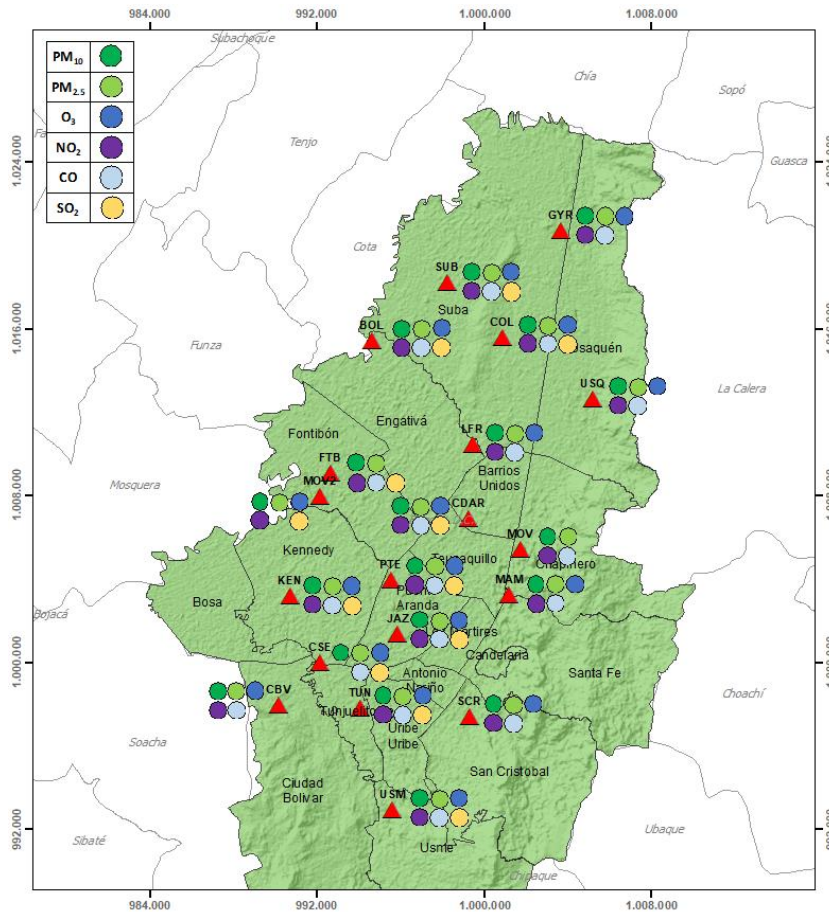 984.000 992.000 1.000.000 1.008.000
Subachoque
PM10
PM2.5
O3
NO2
CO
SO2
Chía
Sopó
Tenjo
1.024.000
Guasca
GYR
Cota
SUB
Suba
1.016.000
BOL
COL
Funza
USQ
La Calera
Engativá
LFR
Fontibón
FTB
Barrios
Unidos
MOV2
Mosquera
1.008.000
CDAR
MOV
Kennedy
PTE
Chapinero
KEN
MAM
Bosa
Aranda
Bojacá
JAZ
CSE
Candelaria
1.000.000
Antonio
Nariño
Santa Fe
CBV
TUN
SCR
Choachí
Uribe
Uribe
Soacha
San Cristobal
Ciudad
Bolivar
USM
992.000
Usme
Ubaque
Sibaté
Chipaque
984.000 992.000 1.000.000 1.008.000